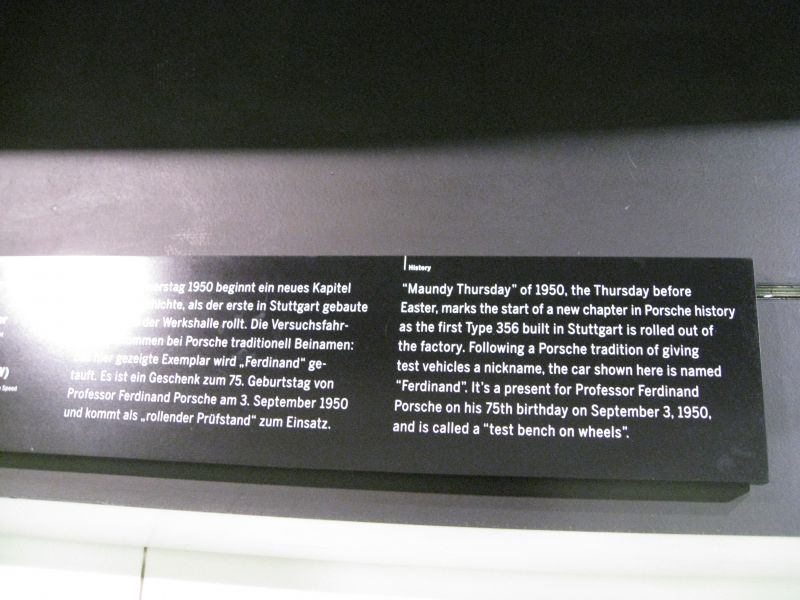 erstag 1950 beginnt ein neues Kapitel
chichte, als der erste in Stuttgart gebaute
der Werkshalle rollt. Die Versuchsfahr-
ommen bei Porsche traditionell Beinamen:
hier gezeigte Exemplar wird „Ferdinand“ ge-
tauft. Es ist ein Geschenk zum 75. Geburtstag von
Professor Ferdinand Porsche am 3. September 1950
und kommt als „rollender Prüfstand“ zum Einsatz.
History
“Maundy Thursday” of 1950, the Thursday before
Easter, marks the start of a new chapter in Porsche history
as the first Type 356 built in Stuttgart is rolled out of
the factory. Following a Porsche tradition of giving
test vehicles a nickname, the car shown here is named
“Ferdinand”. It’s a present for Professor Ferdinand
Porsche on his 75th birthday on September 3, 1950,
and is called a “test bench on wheels”.